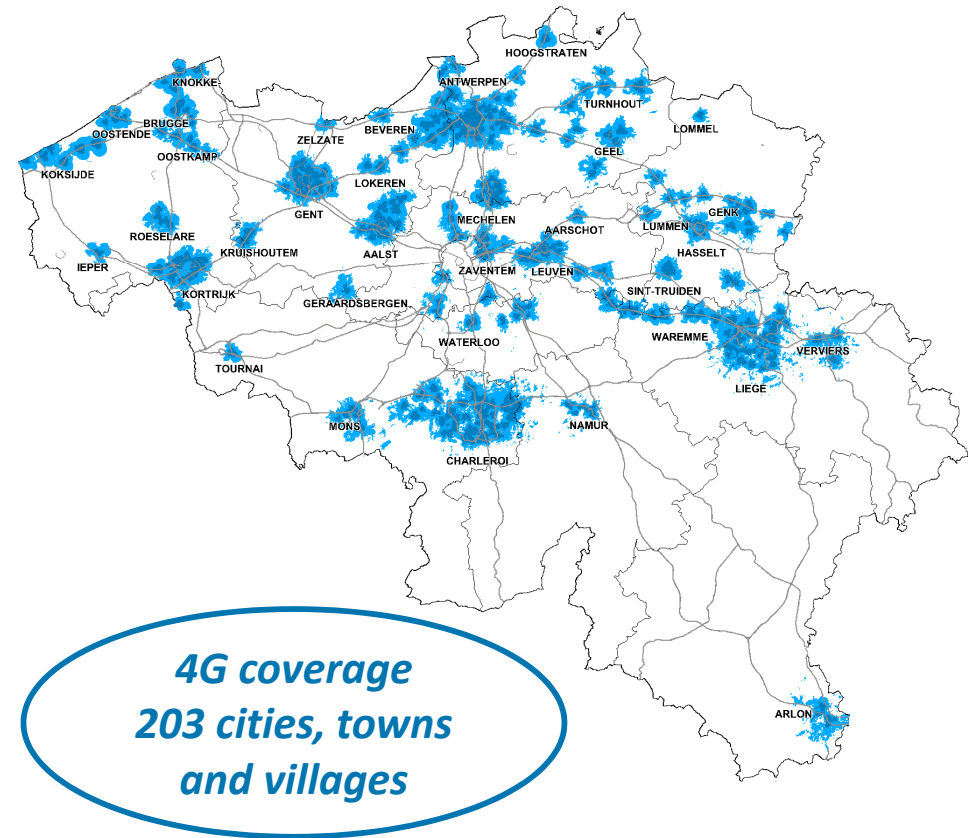 HOOGSTRATEN
KNOKKE
ANTWERPEN
TURNHOUT
BRUGGE
OOSTENDE
BEVEREN
ZELZATE
LOMMEL
OOSTKAMP
GEEL
KOKSIJDE
LOKEREN
GENT
MECHELEN
AARSCHOT
LUMMEN
GENK
ROESELARE
KRUISHOUTEM
AALST
HASSELT
IEPER
ZAVENTEM
LEUVEN
KORTRIJK
GERAARDSBERGEN
SINT-TRUIDEN
WATERLOO
WAREMME
VERVIERS
TOURNAI
LIEGE
MONS
NAMUR
CHARLEROI
ARLON
4G coverage
203 cities, towns
and villages